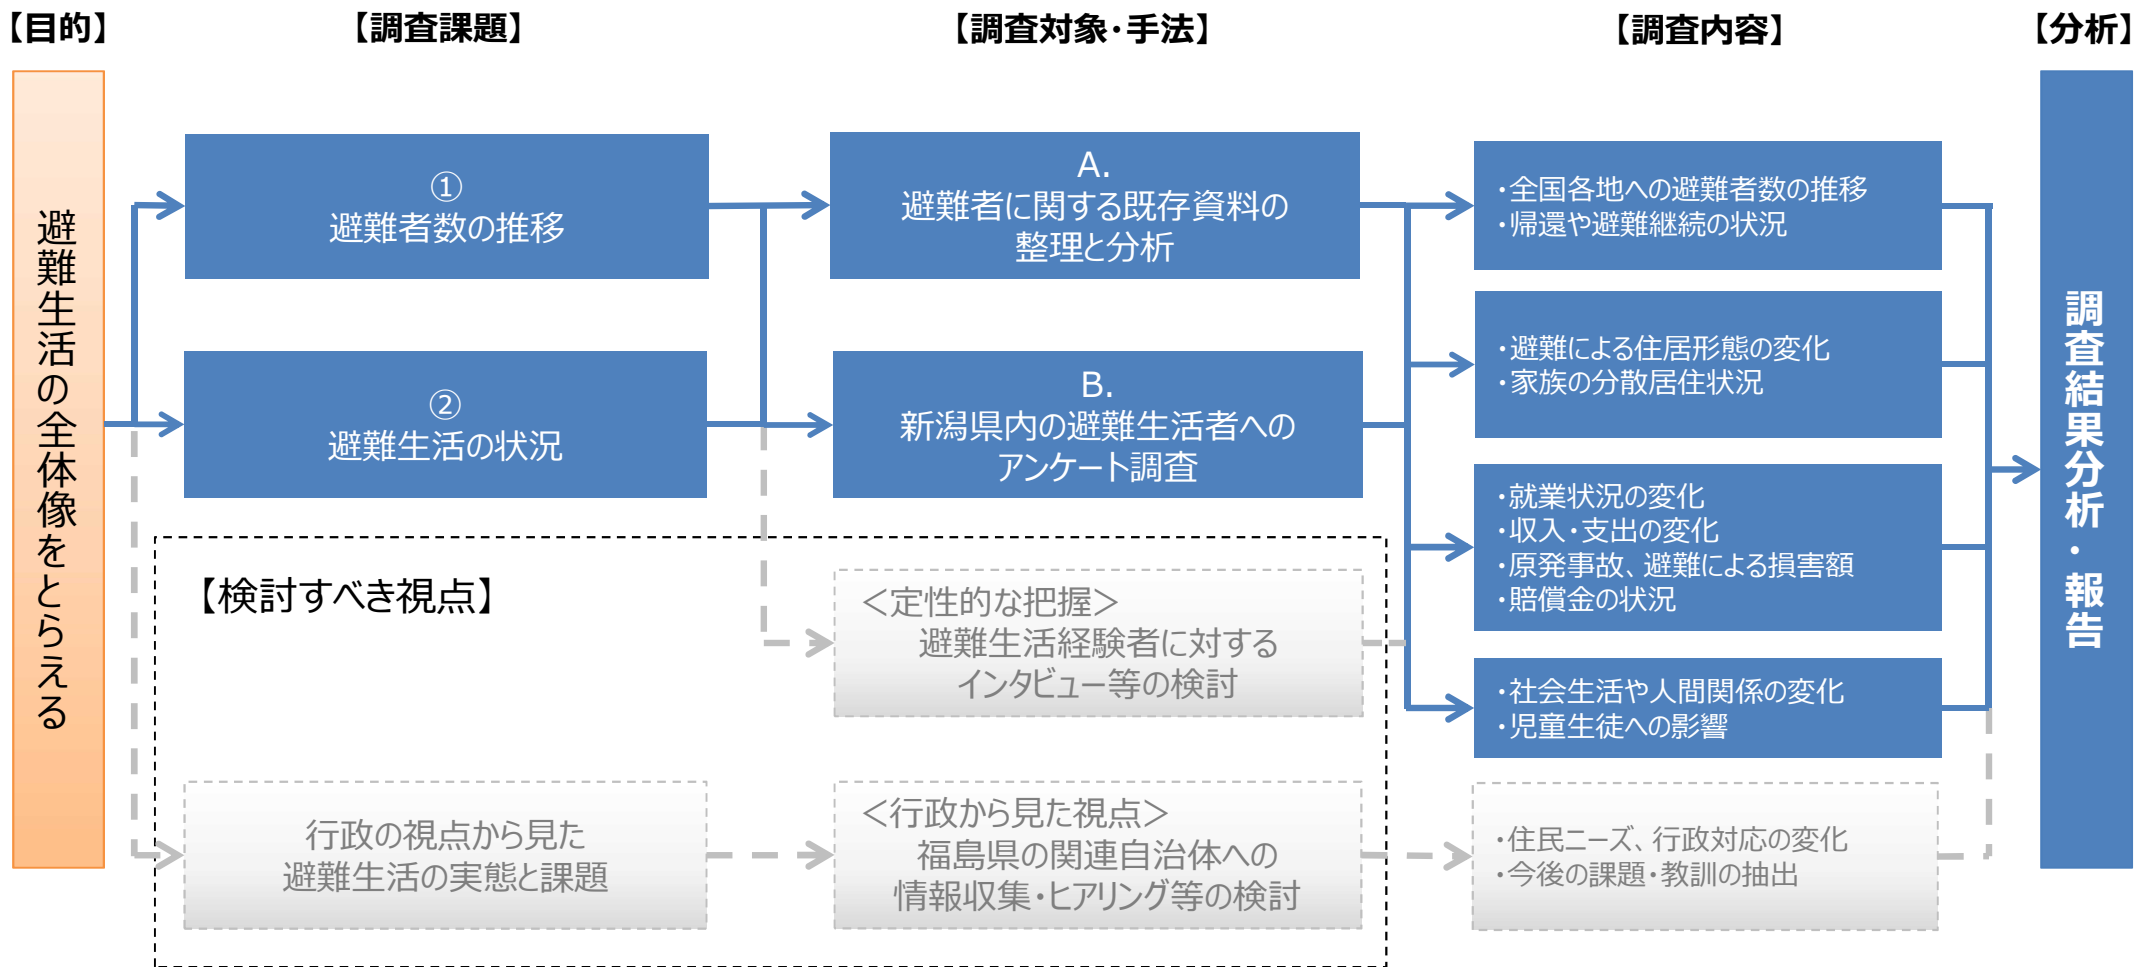 【目的】
【調査課題】
【調査対象・手法】
【調査内容】
【分析】
避難生活の全体像をとらえる
①
避難者数の推移
②
避難生活の状況
A.
避難者に関する既存資料の
整理と分析
B.
新潟県内の避難生活者への
アンケート調査
・全国各地への避難者数の推移
・帰還や避難継続の状況
・避難による住居形態の変化
・家族の分散居住状況
・就業状況の変化
・収入・支出の変化
・原発事故、避難による損害額
・賠償金の状況
・社会生活や人間関係の変化
・児童生徒への影響
調査結果分析・報告
【検討すべき視点】
＜定性的な把握＞
避難生活経験者に対する
インタビュー等の検討
行政の視点から見た
避難生活の実態と課題
＜行政から見た視点＞
福島県の関連自治体への
情報収集・ヒアリング等の検討
・住民ニーズ、行政対応の変化
・今後の課題・教訓の抽出